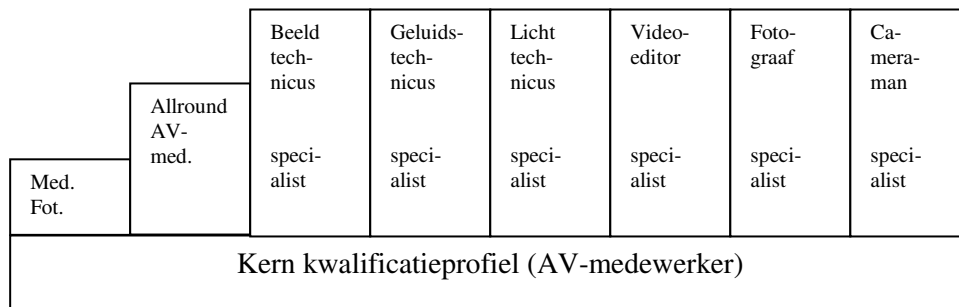 Beeld
tech-
nicus
speci-
alist
Geluids-
tech-
nicus
speci-
alist
Licht
tech-
nicus
speci-
alist
Video-
editor
speci-
alist
Foto-
graaf
speci-
alist
Ca-
mera-
man
speci-
alist
Allround
AV-
med.
Med.
Fot.
Kern kwalificatieprofiel (AV-medewerker)